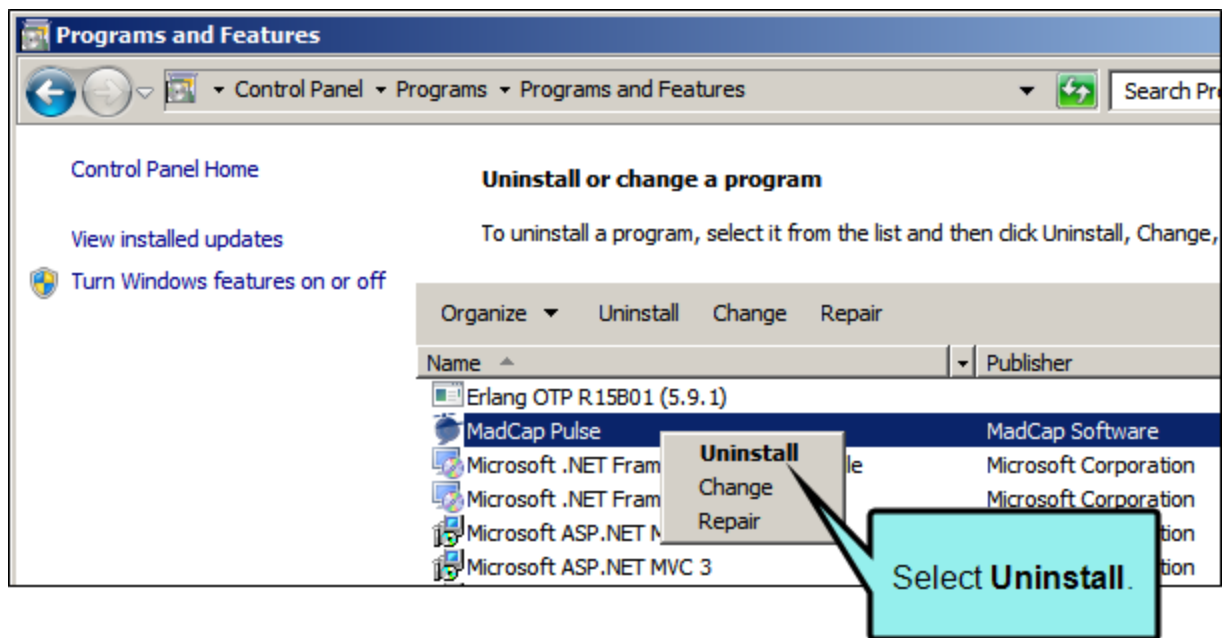 Programs and Features
Control Panel Programs Programs and Features Search Pr
Control Panel Home
View installed updates
Turn Windows features on or off
Uninstall or change a program
To uninstall a program, select it from the list and then click Uninstall, Change,
Organize Uninstall Change Repair
Name Publisher
Erlang OTP R15B01 (5.9.1)
MadCap Pulse MadCap Software
Microsoft .NET Fram le Microsoft Corporation
Microsoft .NET Fram Microsoft Corporation
Microsoft ASP.NET M tion
Microsoft ASP.NET MVC 3 tion
Uninstall
Change
Repair
Select Uninstall.